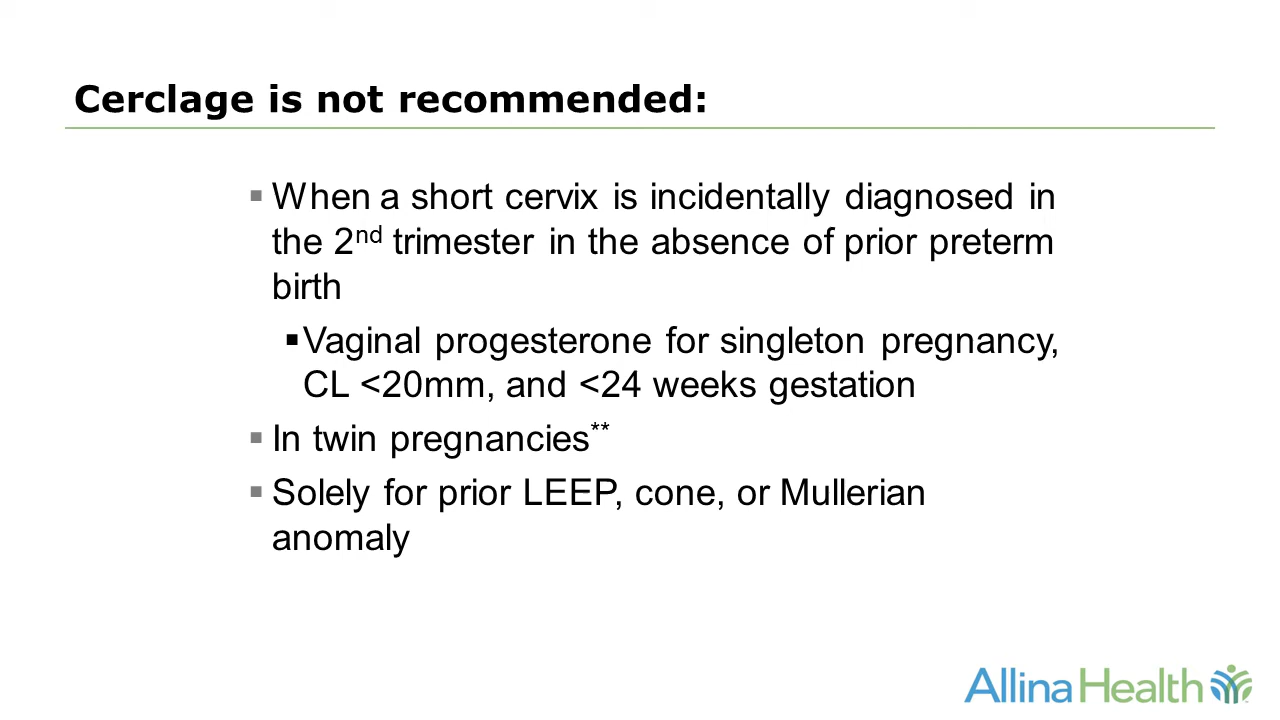 Cerclage is not recommended:
▪ When a short cervix is incidentally diagnosed in
the 2nd trimester in the absence of prior preterm
birth
▪ Vaginal progesterone for singleton pregnancy,
CL <20mm, and <24 weeks gestation
▪ In twin pregnancies**
▪ Solely for prior LEEP, cone, or Mullerian
anomaly
Allina Health